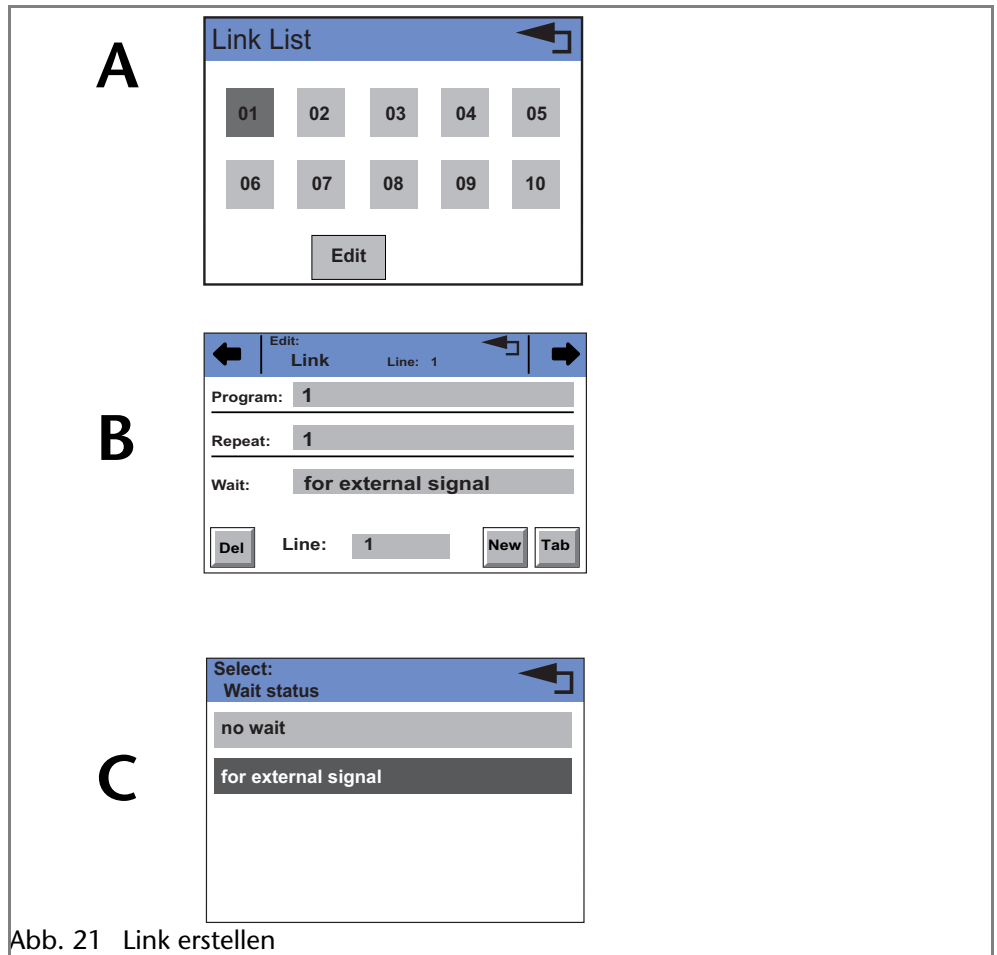 A
Link List
01 02 03 04 05
06 07 08 09 10
Edit
B
Edit:
Link Line: 1
Program: 1
Repeat: 1
Wait: for external signal
Del Line: 1 New Tab
C
Select:
Wait status
no wait
for external signal
Abb. 21 Link erstellen